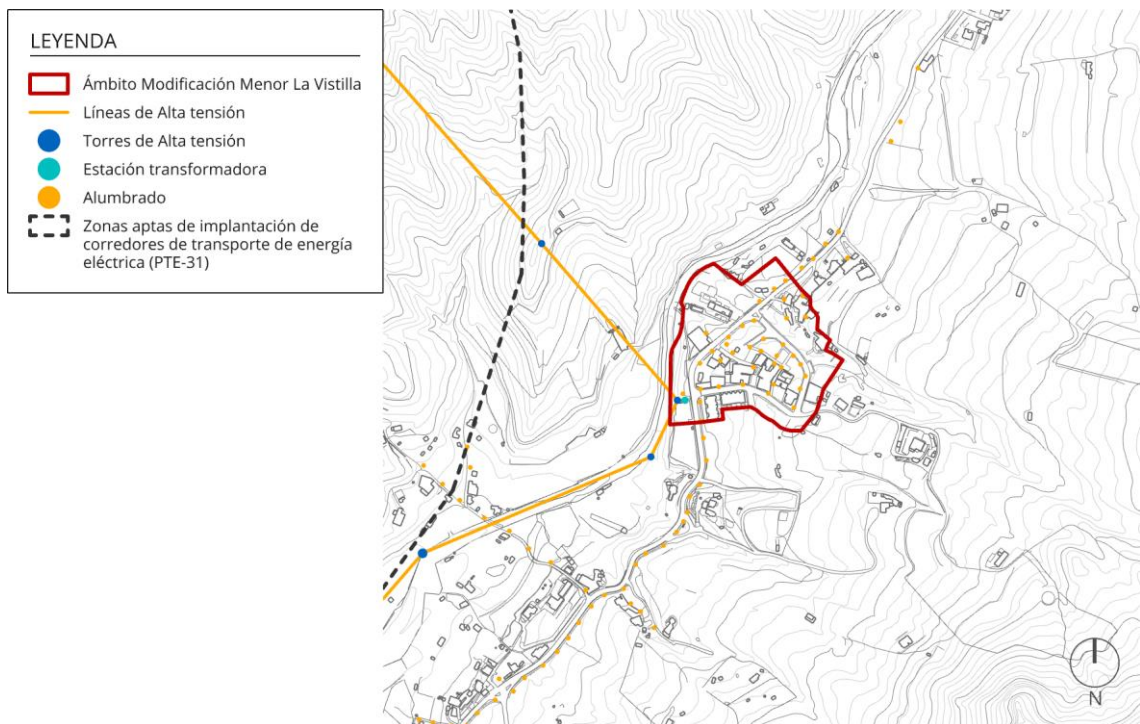 LEYENDA
Ámbito Modificación Menor La Vistilla
Líneas de Alta tensión
Torres de Alta tensión
Estación transformadora
Alumbrado
Zonas aptas de implantación de
corredores de transporte de energía
eléctrica (PTE-31)
N